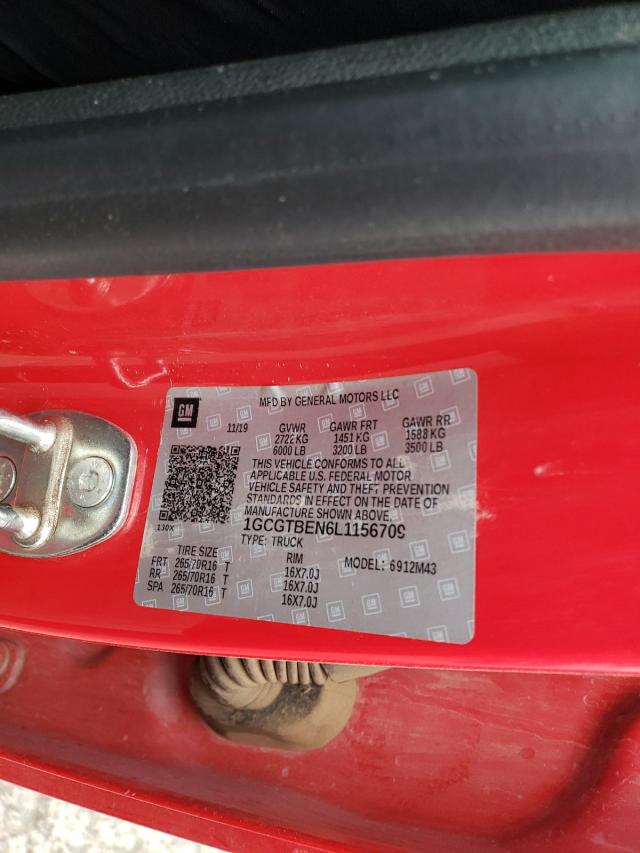 GM
MFD BY GENERAL MOTORS LLC
11/19 GVWR GAWR FRT GAWR RR
2722 KG 1451 KG 1588 KG
6000 LB 3200 LB 3500 LB
THIS VEHICLE CONFORMS TO ALL
APPLICABLE U.S. FEDERAL MOTOR
VEHICLE SAFETY AND THEFT PREVENTION
STANDARDS IN EFFECT ON THE DATE OF
MANUFACTURE SHOWN ABOVE.
130X
1GCGTBEN6L1156709
TYPE: TRUCK
TIRE SIZE RIM MODEL: 6912M43
FRT 265/70R16 T 16X7.0J
RR 265/70R16 T 16X7.0J
SPA 265/70R16 T 16X7.0J